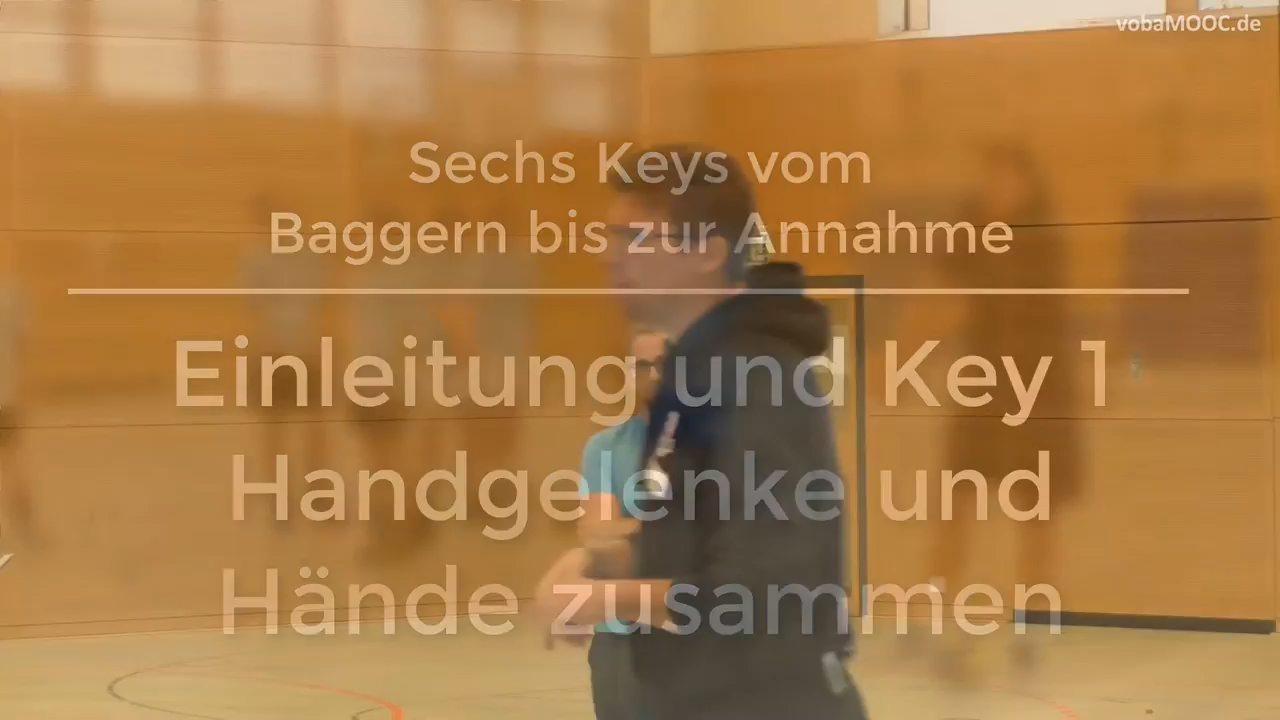 vobaMOOC.de
Sechs Keys vom
Baggern bis zur Annahme
Einleitung und Key 1
Handgelenke und
Hände zusammen